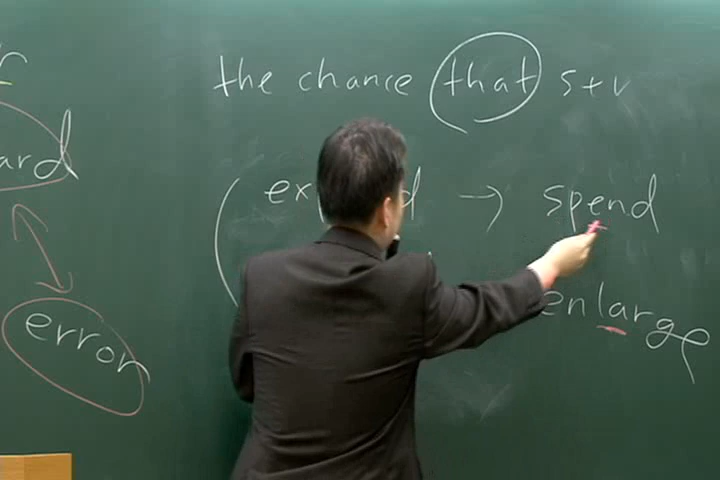 the chance that s+v
→ spend
enlarge
error